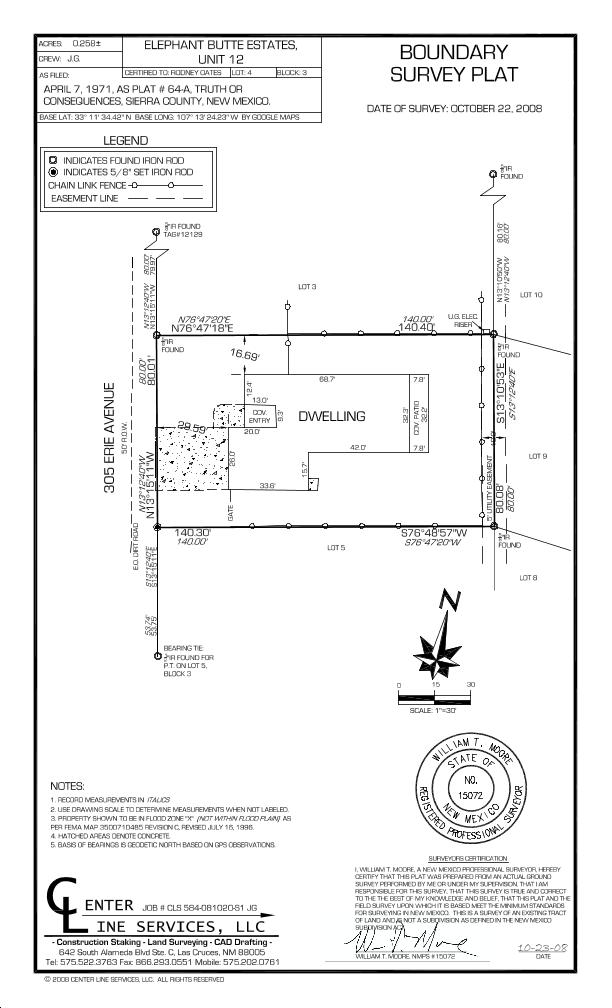 ACRES: 0.258±
CREW: J.G.
ELEPHANT BUTTE ESTATES,
UNIT 12
CERTIFIED TO: RODNEY OATES LOT: 4 BLOCK: 3
AS FILED:
APRIL 7, 1971, AS PLAT # 64-A, TRUTH OR
CONSEQUENCES, SIERRA COUNTY, NEW MEXICO.
BASE LAT: 33° 11' 34.42" N BASE LONG: 107° 13' 24.23" W BY GOOGLE MAPS
BOUNDARY
SURVEY PLAT
DATE OF SURVEY: OCTOBER 22, 2008
LEGEND
INDICATES FOUND IRON ROD
INDICATES 5/8" SET IRON ROD
CHAIN LINK FENCE
EASEMENT LINE
"IR
FOUND
"IR FOUND
TAG#12129
80.16'
80.00'
N13°10'50"W
N13°12'40"W
80.00'
79.97'
N13°12'40"W
N13°15'11"W
LOT 3
LOT 10
N76°47'20"E
N76°47'18"E
140.00'
140.40'
U.G. ELEC.
RISER
"IR
FOUND
16.69'
68.7'
7.8'
12.4'
13.0'
COV.
ENTRY
9.3'
20.0'
DWELLING
32.3'
COV. PATIO
32.2'
S13°10'53"E
S13°12'40"E
80.00'
80.01'
305 ERIE AVENUE
50' R.O.W.
29.59'
26.0'
42.0'
7.8'
15.7'
33.6'
GATE
5' UTILITY EASEMENT
LOT 9
80.08'
80.00'
N13°12'40"W
N13°15'11"W
140.30'
140.00'
S76°48'57"W
S76°47'20"W
"IR
FOUND
E.O. DIRT ROAD
LOT 5
LOT 8
S13°12'40"E
S13°15'11"E
53.74'
53.75'
BEARING TIE:
"IR FOUND FOR
P.T. ON LOT 5,
BLOCK 3
N
0 15 30
SCALE: 1"=30'
WILLIAM T. MOORE
STATE OF
NO.
15072
NEW MEXICO
REGISTERED PROFESSIONAL SURVEYOR
NOTES:
1. RECORD MEASUREMENTS IN ITALICS
2. USE DRAWING SCALE TO DETERMINE MEASUREMENTS WHEN NOT LABELED.
3. PROPERTY SHOWN TO BE IN FLOOD ZONE "X" (NOT WITHIN FLOOD PLAIN) AS
PER FEMA MAP 3500710485 REVISION C, REVISED JULY 16, 1996.
4. HATCHED AREAS DENOTE CONCRETE.
5. BASIS OF BEARINGS IS GEODETIC NORTH BASED ON GPS OBSERVATIONS.
SURVEYOR'S CERTIFICATION
I, WILLIAM T. MOORE, A NEW MEXICO PROFESSIONAL SURVEYOR, HEREBY
CERTIFY THAT THIS PLAT WAS PREPARED FROM AN ACTUAL GROUND
SURVEY PERFORMED BY ME OR UNDER MY SUPERVISION, THAT I AM
RESPONSIBLE FOR THIS SURVEY, THAT THIS SURVEY IS TRUE AND CORRECT
TO THE THE BEST OF MY KNOWLEDGE AND BELIEF, THAT THIS PLAT AND THE
FIELD SURVEY UPON WHICH IT IS BASED MEET THE MINIMUM STANDARDS
FOR SURVEYING IN NEW MEXICO. THIS IS A SURVEY OF AN EXISTING TRACT
OF LAND AND IS NOT A SUBDIVISION AS DEFINED IN THE NEW MEXICO
SUBDIVISION ACT.
10-23-08
WILLIAM T. MOORE, NMPS #15072 DATE
CENTER JOB # CLS 584-081020-S1 JG
LINE SERVICES, LLC
- Construction Staking - Land Surveying - CAD Drafting -
642 South Alameda Blvd Ste. C, Las Cruces, NM 88005
Tel: 575.522.3763 Fax: 866.293.0551 Mobile: 575.202.0761
© 2008 CENTER LINE SERVICES, LLC. ALL RIGHTS RESERVED